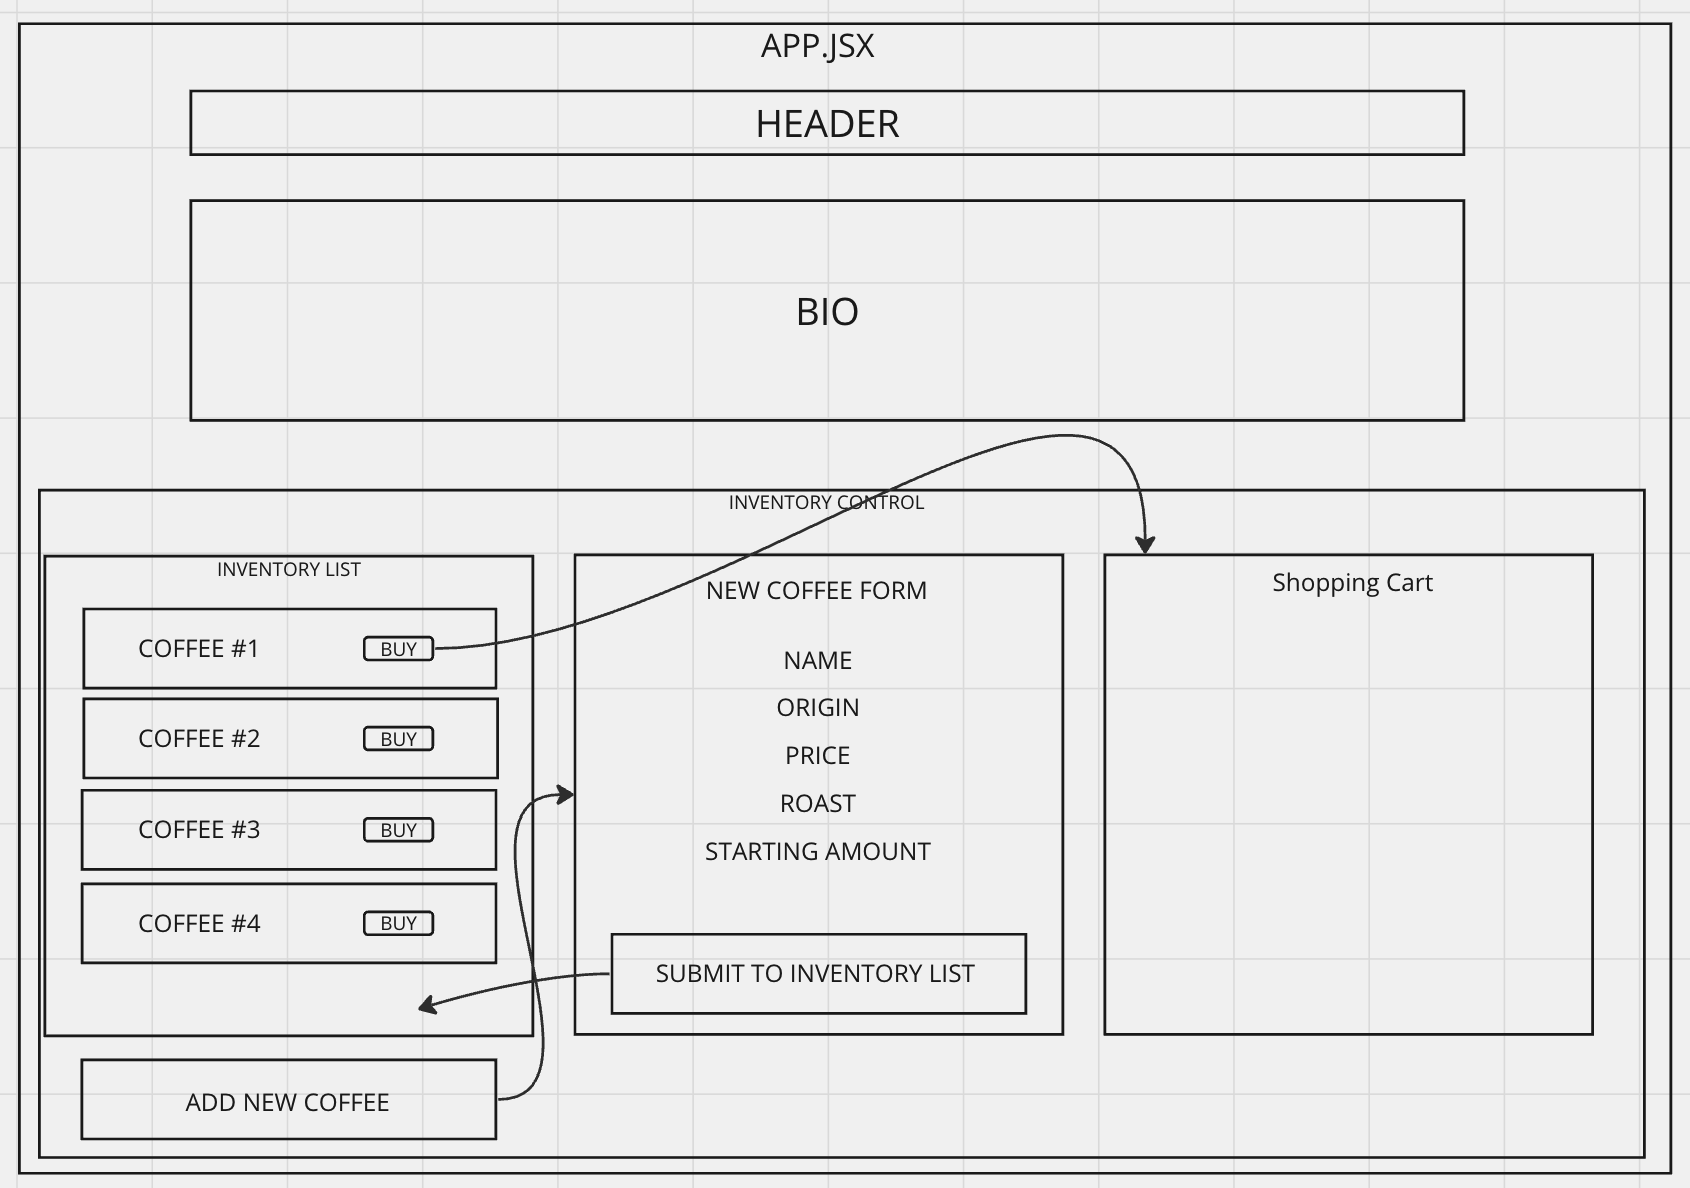 APP.JSX
HEADER
BIO
INVENTORY CONTROL
INVENTORY LIST
COFFEE #1
BUY
COFFEE #2
BUY
COFFEE #3
BUY
COFFEE #4
BUY
ADD NEW COFFEE
NEW COFFEE FORM
NAME
ORIGIN
PRICE
ROAST
STARTING AMOUNT
SUBMIT TO INVENTORY LIST
Shopping Cart